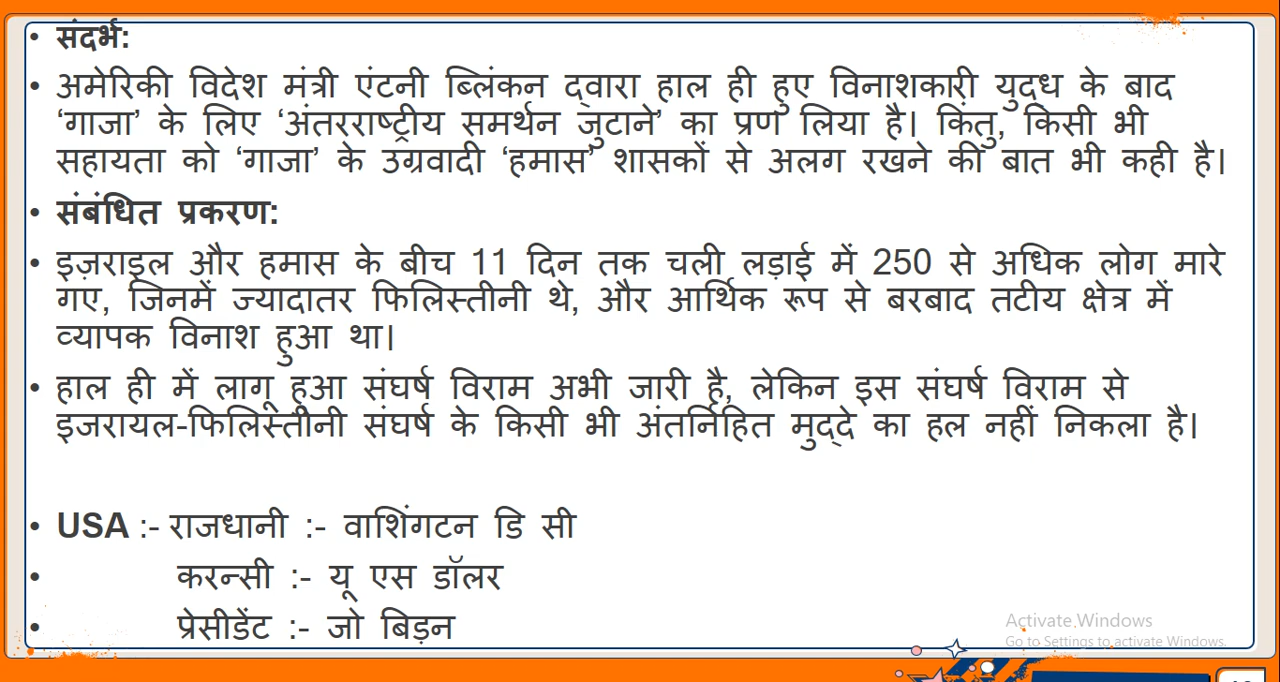 संदर्भ:
अमेरिकी विदेश मंत्री एंटनी ब्लिंकन द्वारा हाल ही हुए विनाशकारी युद्ध के बाद
‘गाजा’ के लिए ‘अंतरराष्ट्रीय समर्थन जुटाने’ का प्रण लिया है। किंतु, किसी भी
सहायता को ‘गाजा’ के उग्रवादी ‘हमास’ शासकों से अलग रखने की बात भी कही है।
संबंधित प्रकरण:
इज़राइल और हमास के बीच 11 दिन तक चली लड़ाई में 250 से अधिक लोग मारे
गए, जिनमें ज्यादातर फिलिस्तीनी थे, और आर्थिक रूप से बरबाद तटीय क्षेत्र में
व्यापक विनाश हुआ था।
हाल ही में लागू हुआ संघर्ष विराम अभी जारी है, लेकिन इस संघर्ष विराम से
इजरायल-फिलिस्तीनी संघर्ष के किसी भी अंतर्निहित मुद्दे का हल नहीं निकला है।
USA :- राजधानी :- वाशिंगटन डि सी
करन्सी :- यू एस डॉलर
प्रेसीडेंट :- जो बिड़न
Activate Windows
Go to Settings to activate Windows.